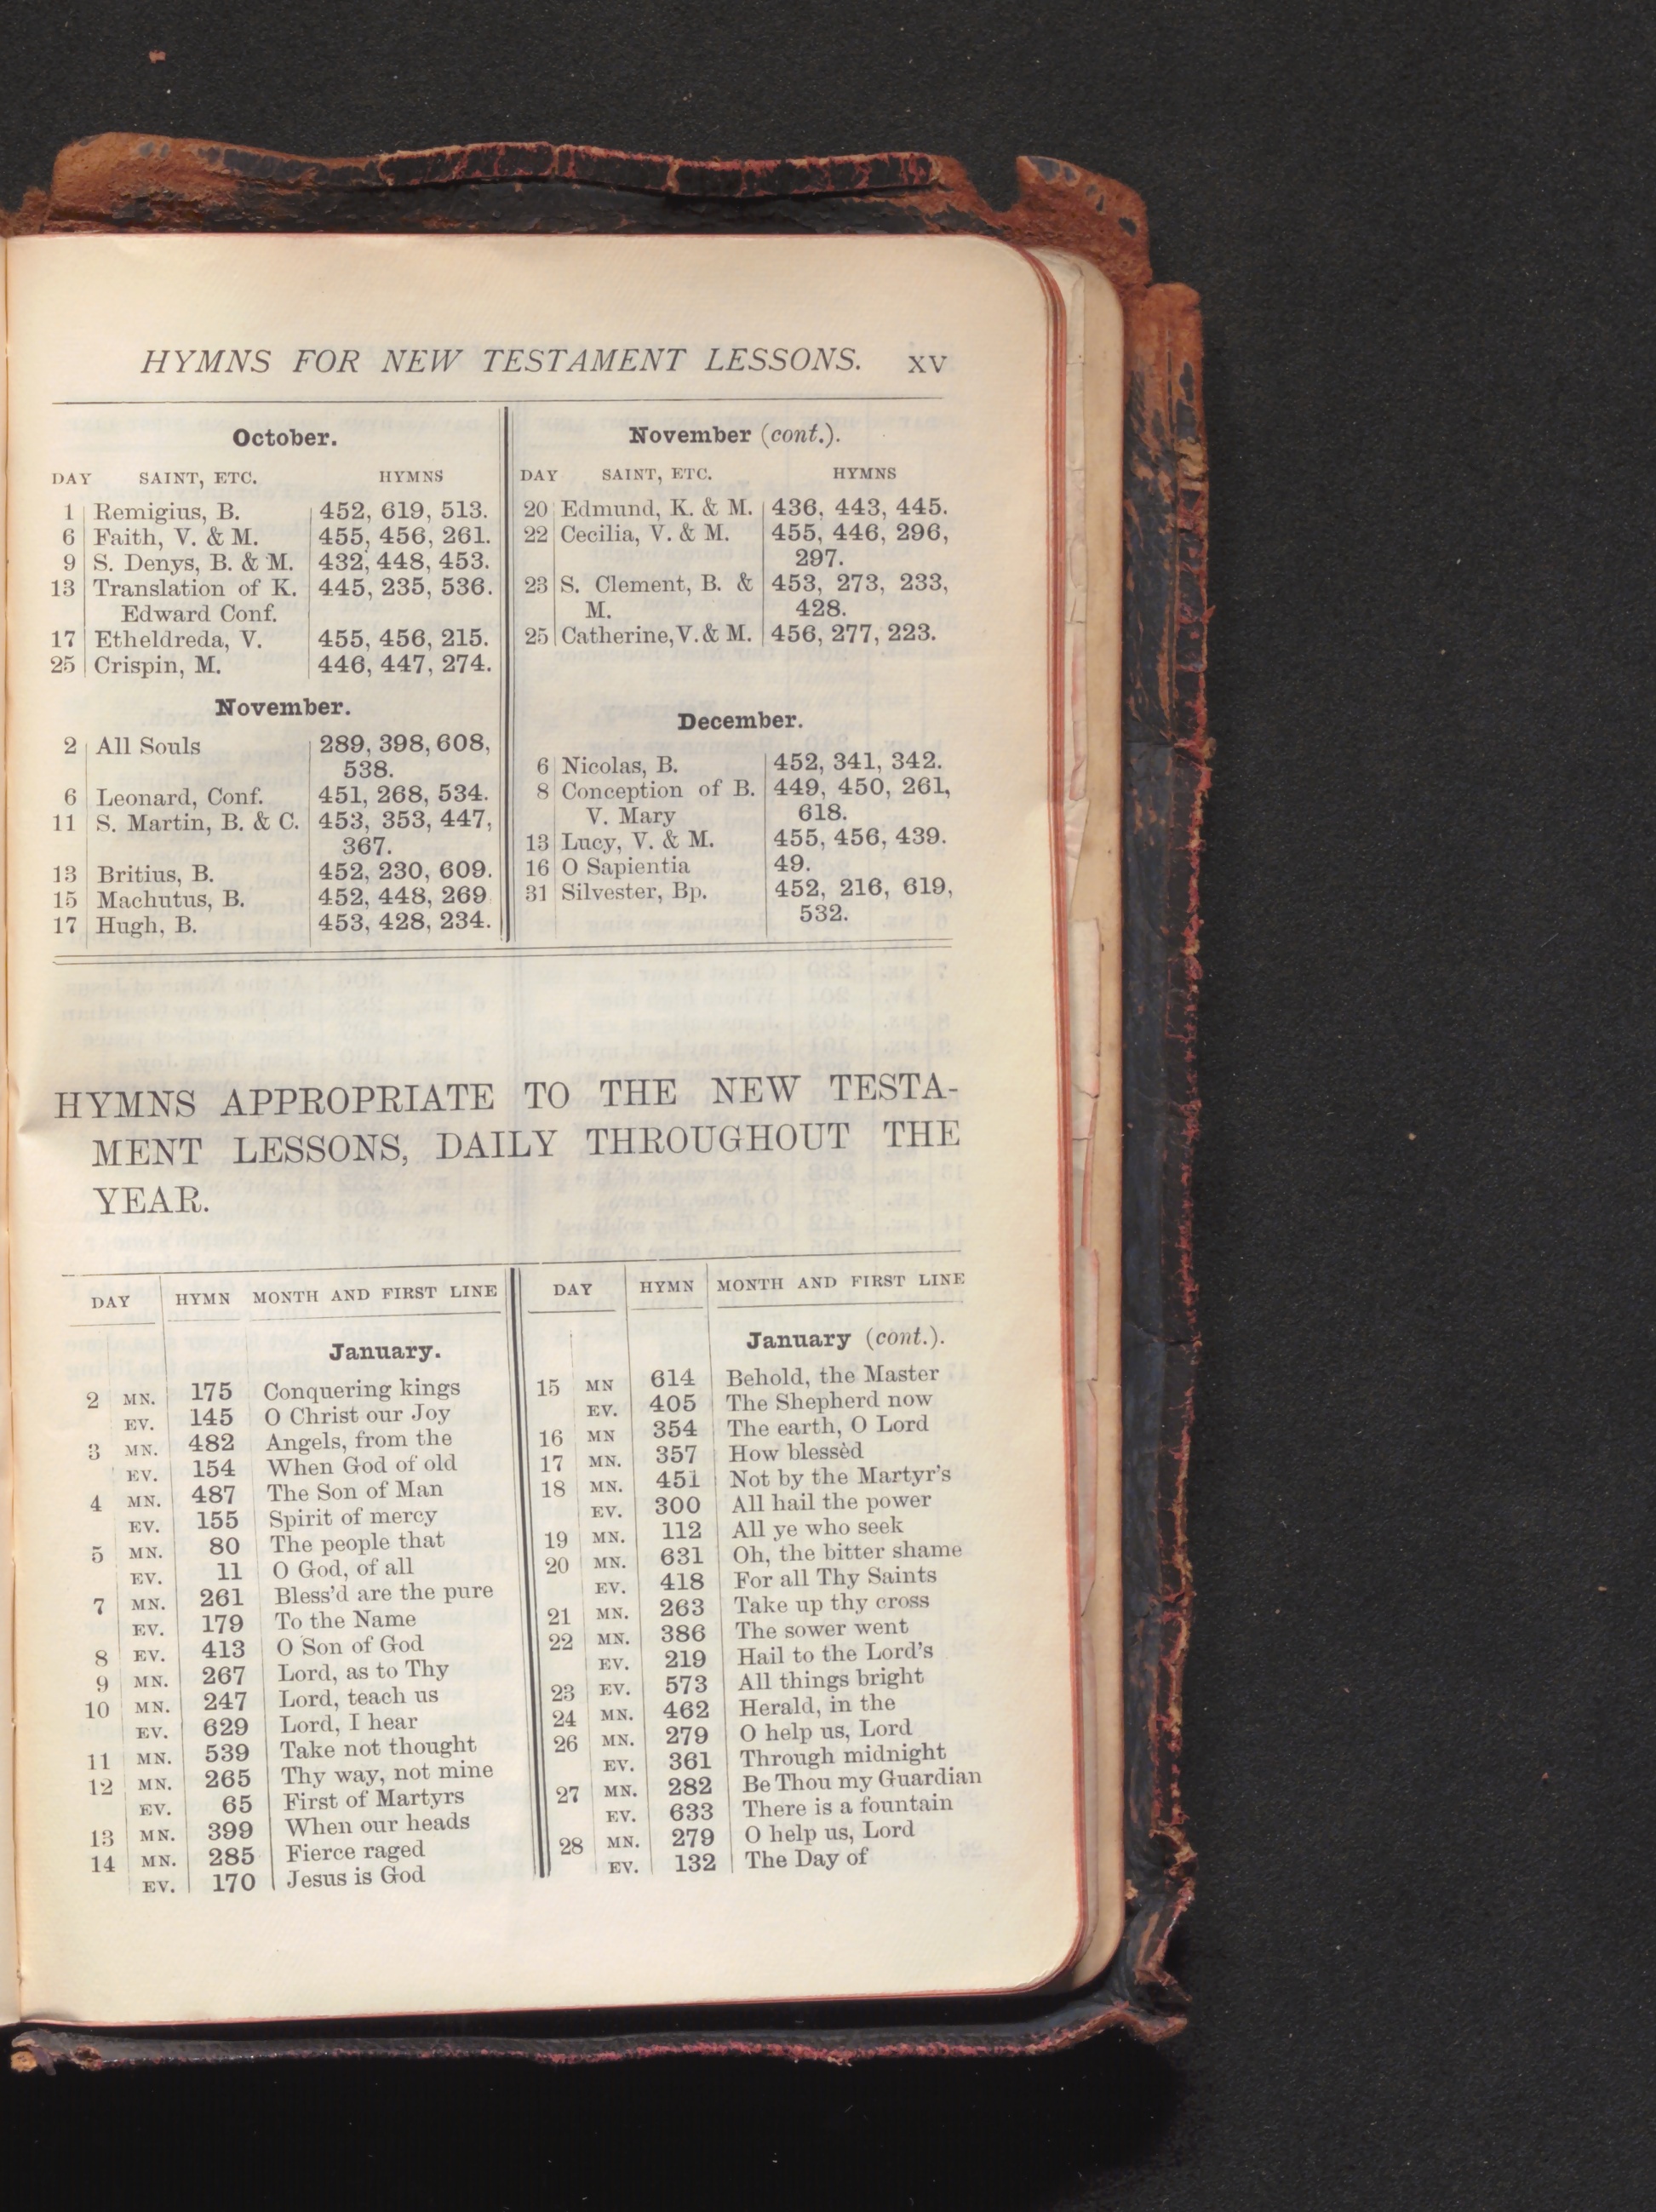 HYMNS FOR NEW TESTAMENT LESSONS. XV
October.
DAY SAINT, ETC. HYMNS
1 Remigius, B. 452, 619, 513.
6 Faith, V. & M. 455, 456, 261.
9 S. Denys, B. & M. 432, 448, 453.
13 Translation of K. 445, 235, 536.
Edward Conf.
17 Etheldreda, V. 455, 456, 215.
25 Crispin, M. 446, 447, 274.
November.
2 All Souls 289, 398, 608,
538.
6 Leonard, Conf. 451, 268, 534.
11 S. Martin, B. & C. 453, 353, 447,
367.
13 Britius, B. 452, 230, 609.
15 Machutus, B. 452, 448, 269
17 Hugh, B. 453, 428, 234.
November (cont.).
DAY SAINT, ETC. HYMNS
20 Edmund, K. & M. 436, 443, 445.
22 Cecilia, V. & M. 455, 446, 296,
297.
23 S. Clement, B. & 453, 273, 233,
M. 428.
25 Catherine, V. & M. 456, 277, 223.
December.
6 Nicolas, B. 452, 341, 342.
8 Conception of B. 449, 450, 261,
V. Mary 618.
13 Lucy, V. & M. 455, 456, 439.
16 O Sapientia 49.
31 Silvester, Bp. 452, 216, 619,
532.
HYMNS APPROPRIATE TO THE NEW TESTA-
MENT LESSONS, DAILY THROUGHOUT THE
YEAR.
DAY HYMN MONTH AND FIRST LINE
January.
2 MN. 175 Conquering kings
EV. 145 O Christ our Joy
3 MN. 482 Angels, from the
EV. 154 When God of old
4 MN. 487 The Son of Man
EV. 155 Spirit of mercy
5 MN. 80 The people that
EV. 11 O God, of all
7 MN. 261 Bless'd are the pure
EV. 179 To the Name
8 EV. 413 O Son of God
9 MN. 267 Lord, as to Thy
10 MN. 247 Lord, teach us
EV. 629 Lord, I hear
11 MN. 539 Take not thought
12 MN. 265 Thy way, not mine
EV. 65 First of Martyrs
13 MN. 399 When our heads
14 MN. 285 Fierce raged
EV. 170 Jesus is God
DAY HYMN MONTH AND FIRST LINE
January (cont.).
15 MN 614 Behold, the Master
EV. 405 The Shepherd now
16 MN 354 The earth, O Lord
17 MN. 357 How blessèd
18 MN. 451 Not by the Martyr's
EV. 300 All hail the power
19 MN. 112 All ye who seek
20 MN. 631 Oh, the bitter shame
EV. 418 For all Thy Saints
21 MN. 263 Take up thy cross
22 MN. 386 The sower went
EV. 219 Hail to the Lord's
23 EV. 573 All things bright
24 MN. 462 Herald, in the
26 MN. 279 O help us, Lord
EV. 361 Through midnight
27 MN. 282 Be Thou my Guardian
EV. 633 There is a fountain
28 MN. 279 O help us, Lord
EV. 132 The Day of